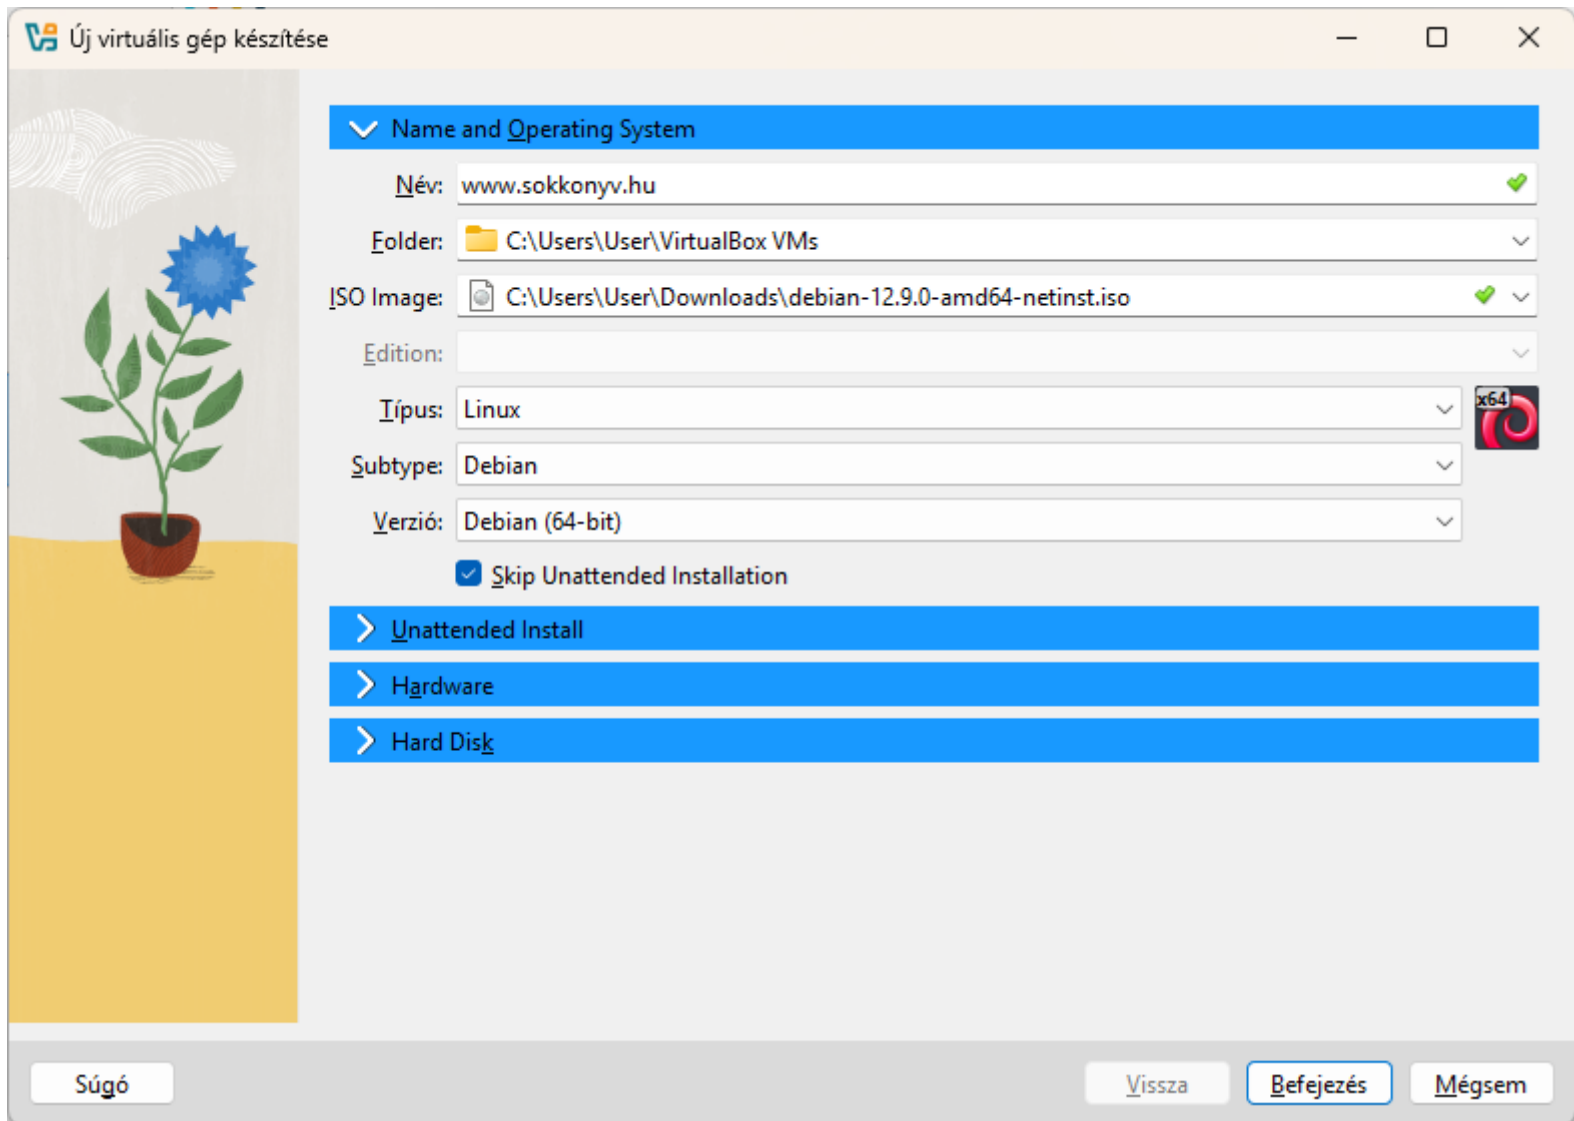 Új virtuális gép készítése
Name and Operating System
Név: www.sokkonyv.hu
Folder: C:\Users\User\VirtualBox VMs
ISO Image: C:\Users\User\Downloads\debian-12.9.0-amd64-netinst.iso
Edition:
Típus: Linux
x64
Subtype: Debian
Verzió: Debian (64-bit)
Skip Unattended Installation
Unattended Install
Hardware
Hard Disk
Súgó Vissza Befejezés Mégsem